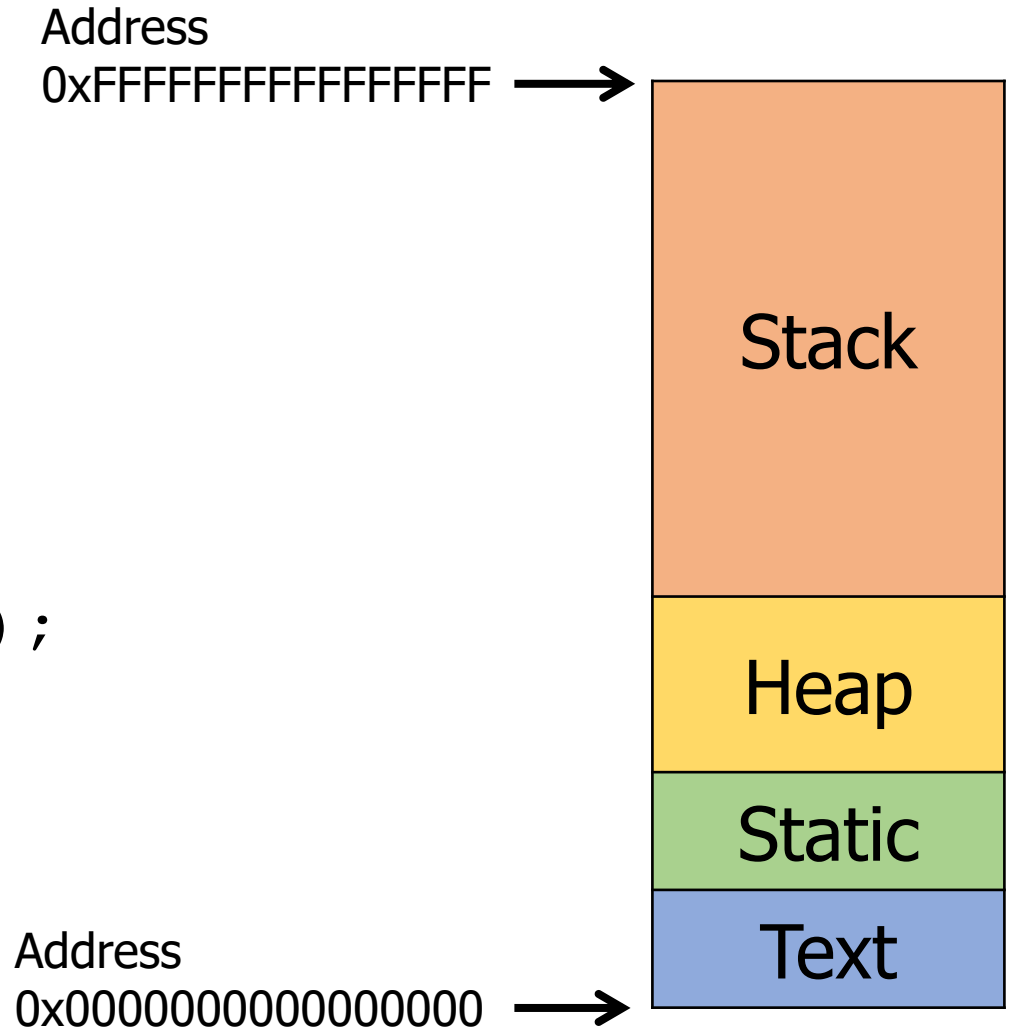 Address
0xFFFFFFFFFFFFFFFF
Stack
);
Heap
Static
Text
Address
0x0000000000000000